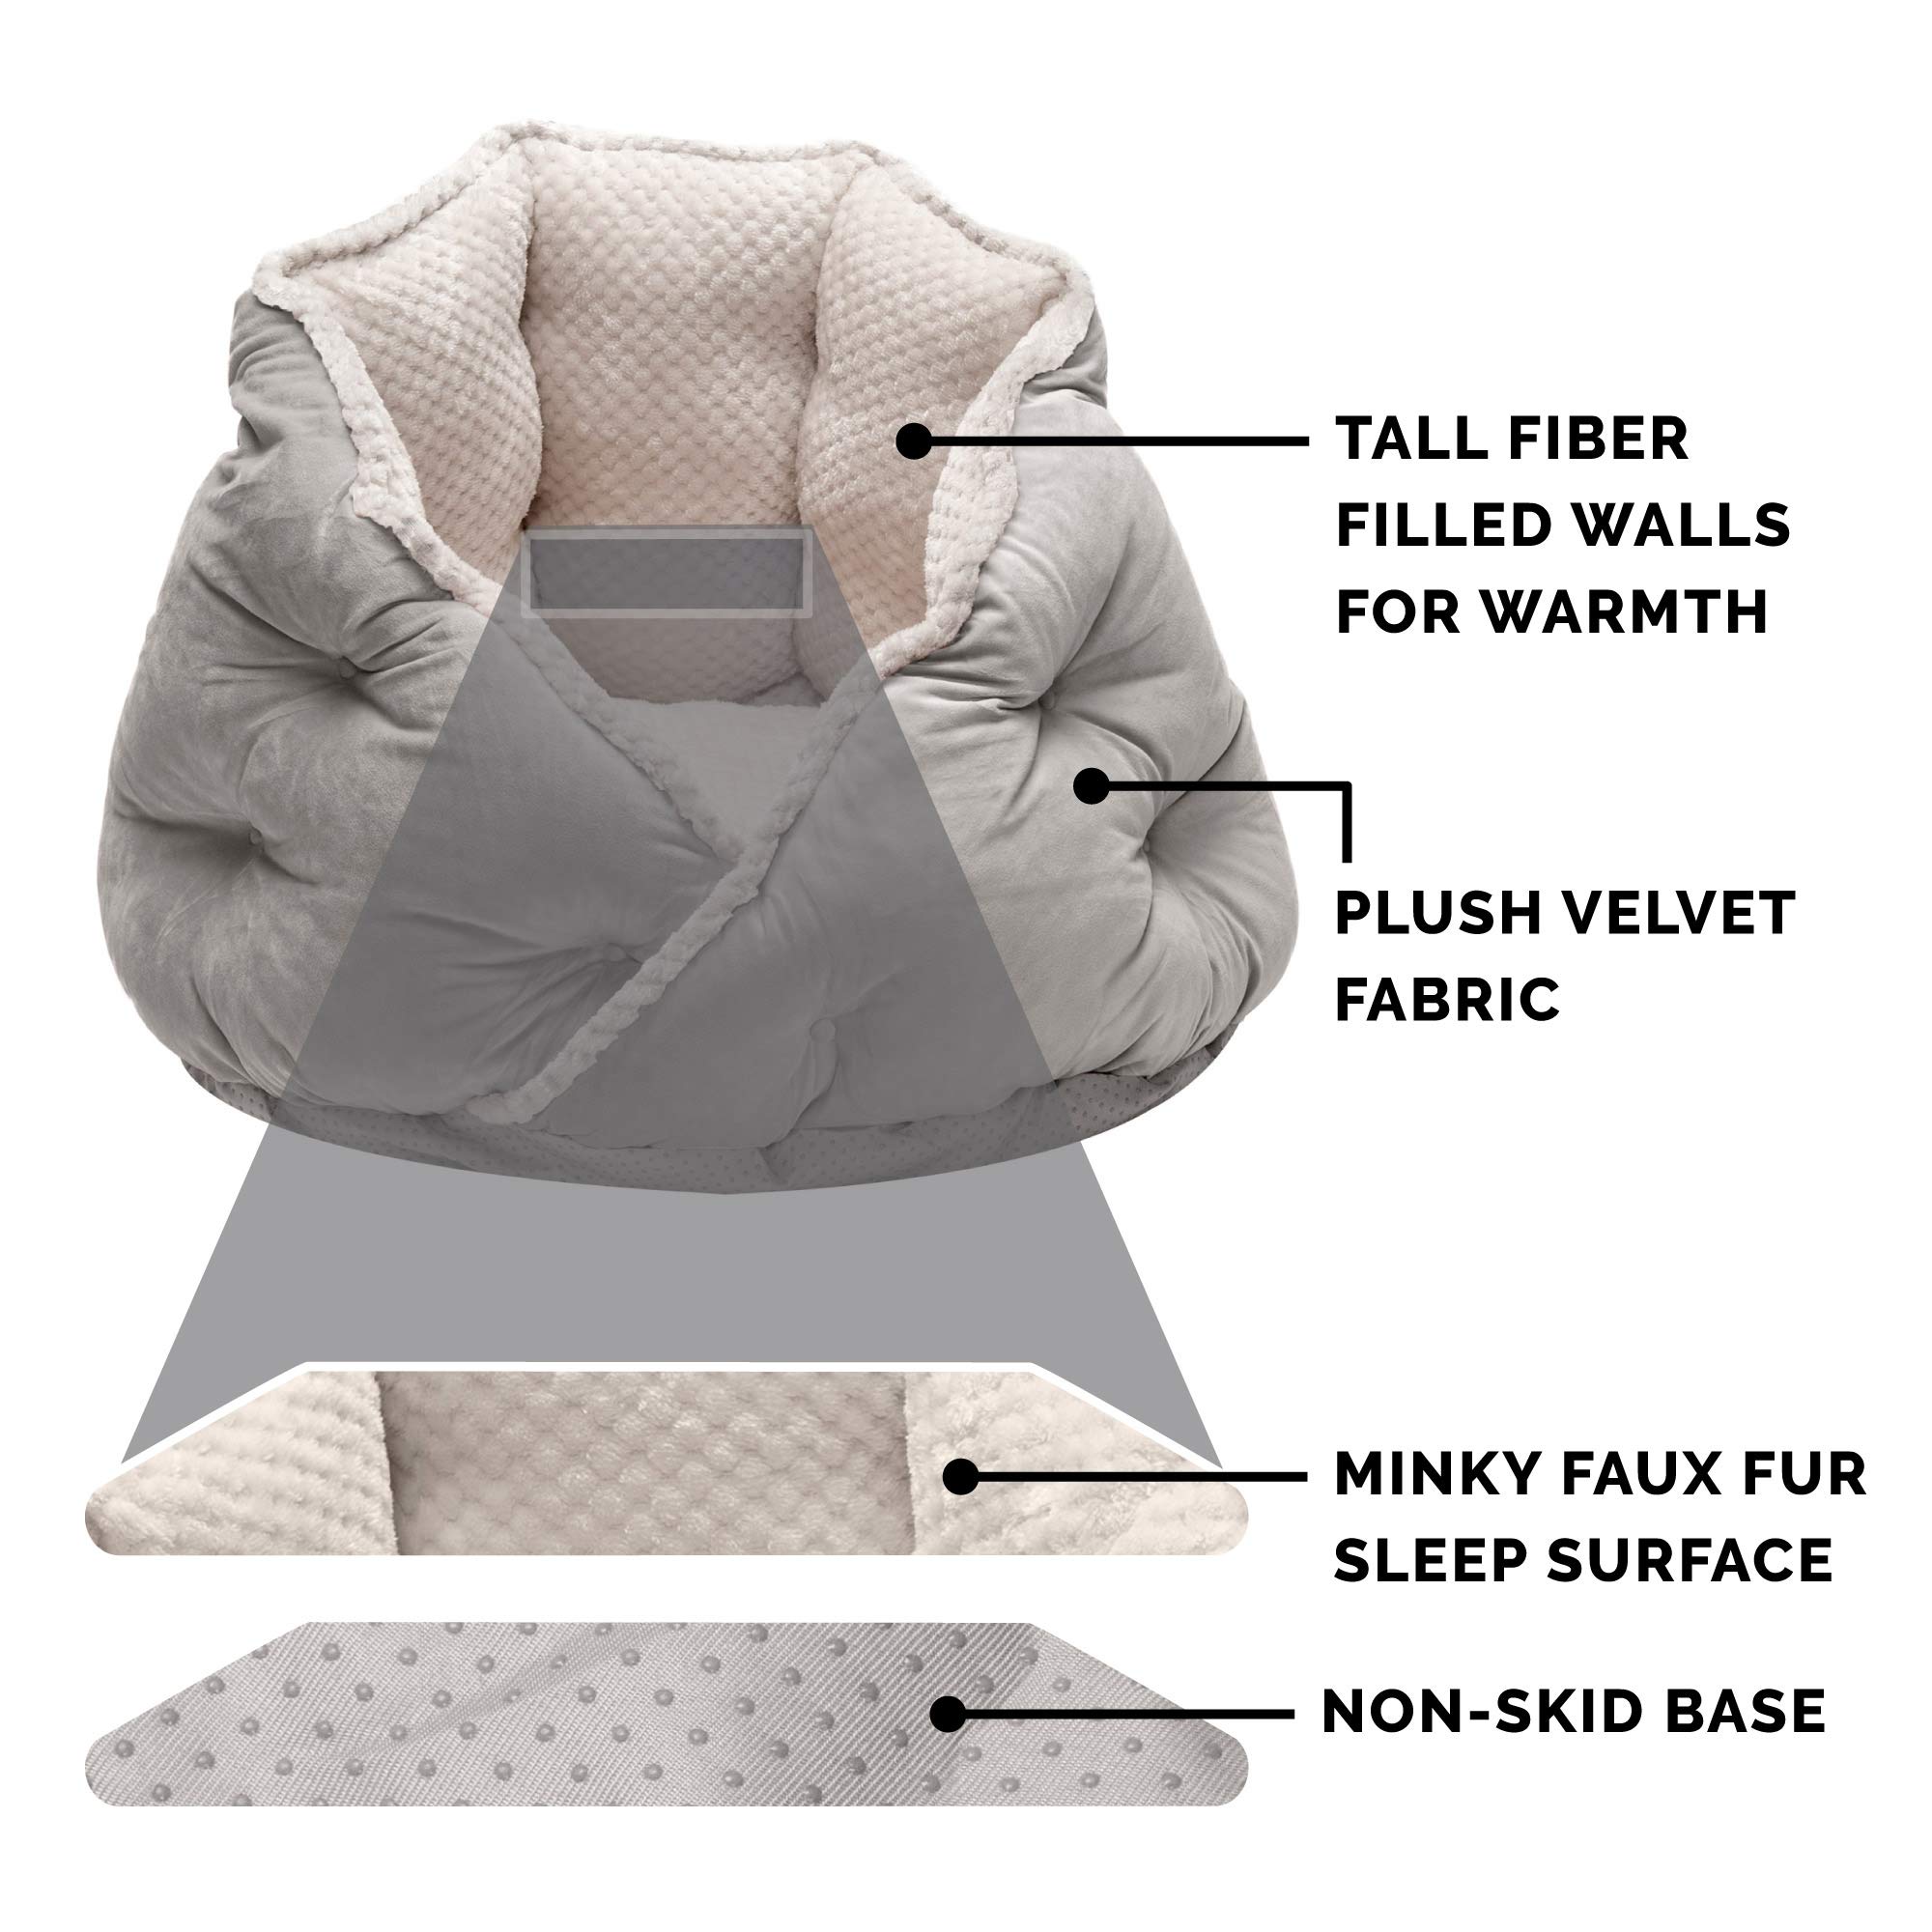 TALL FIBER
FILLED WALLS
FOR WARMTH
PLUSH VELVET
FABRIC
MINKY FAUX FUR
SLEEP SURFACE
NON-SKID BASE